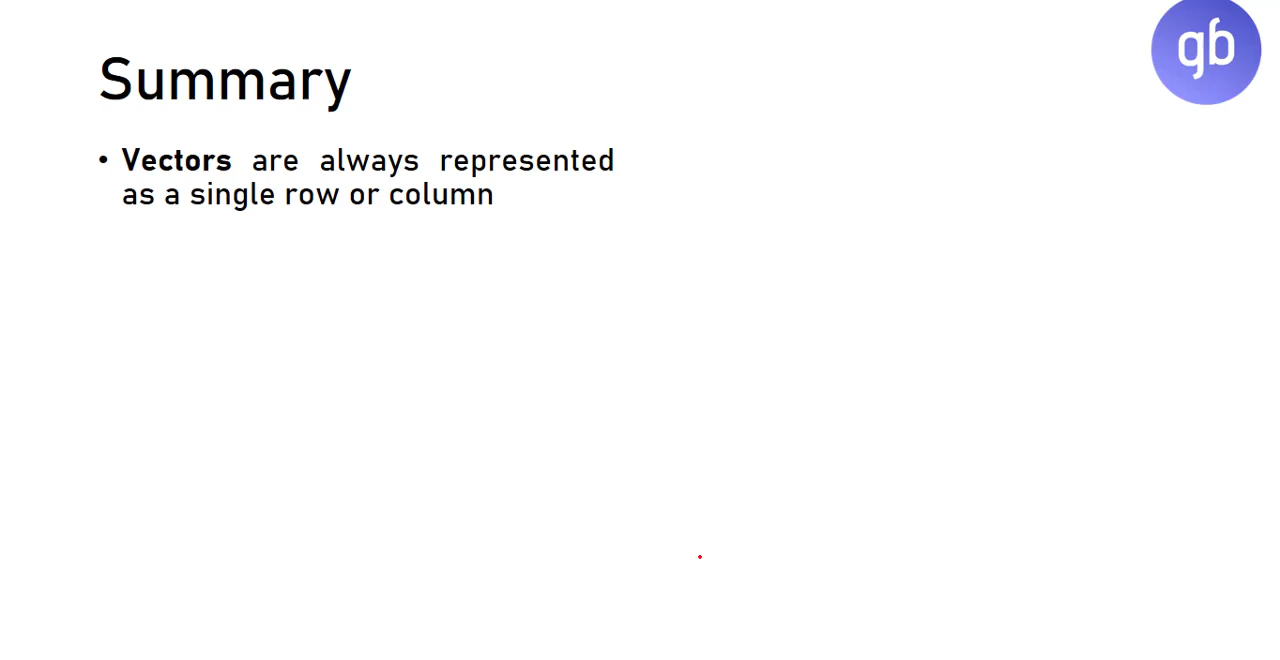 gb
Summary
• Vectors are always represented
as a single row or column